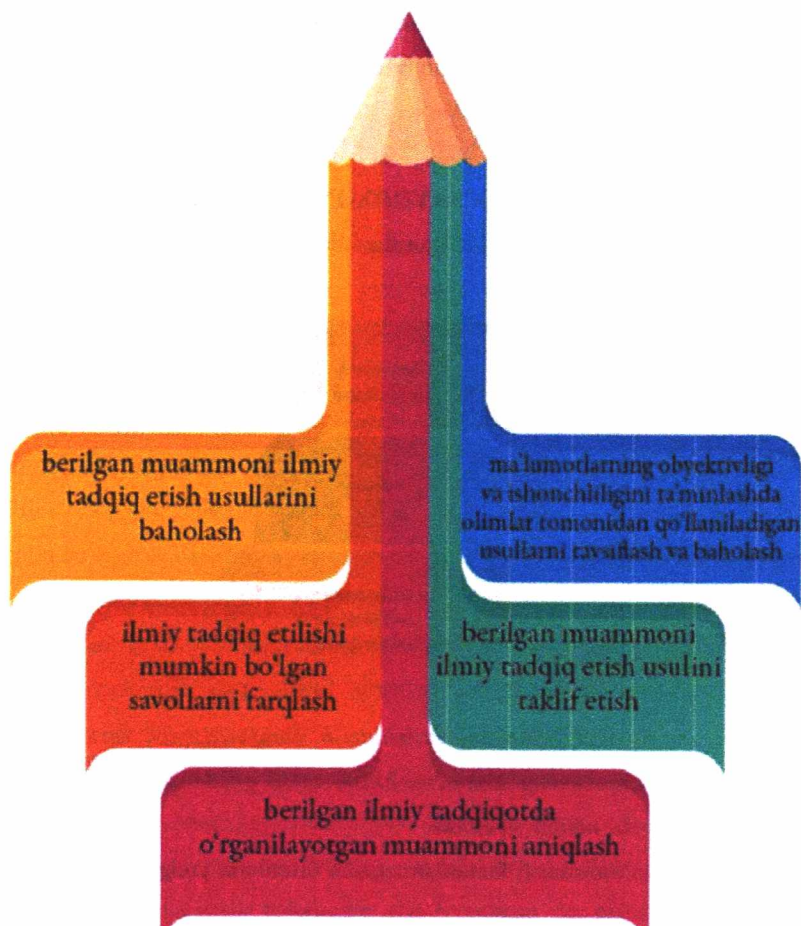 berilgan muammoni ilmiy
tadqiq etish usullarini
baholash
ma'lumotlarning obyektivligi
va ishonchliligini ta'minlashda
olimlar tomonidan qo'llaniladigan
usullarni tavsiflash va baholash
ilmiy tadqiq etilishi
mumkin bo‘lgan
savollarni farqlash
berilgan muammoni
ilmiy tadqiq etish usulini
taklif etish
berilgan ilmiy tadqiqotda
o‘rganilayotgan muammoni aniqlash